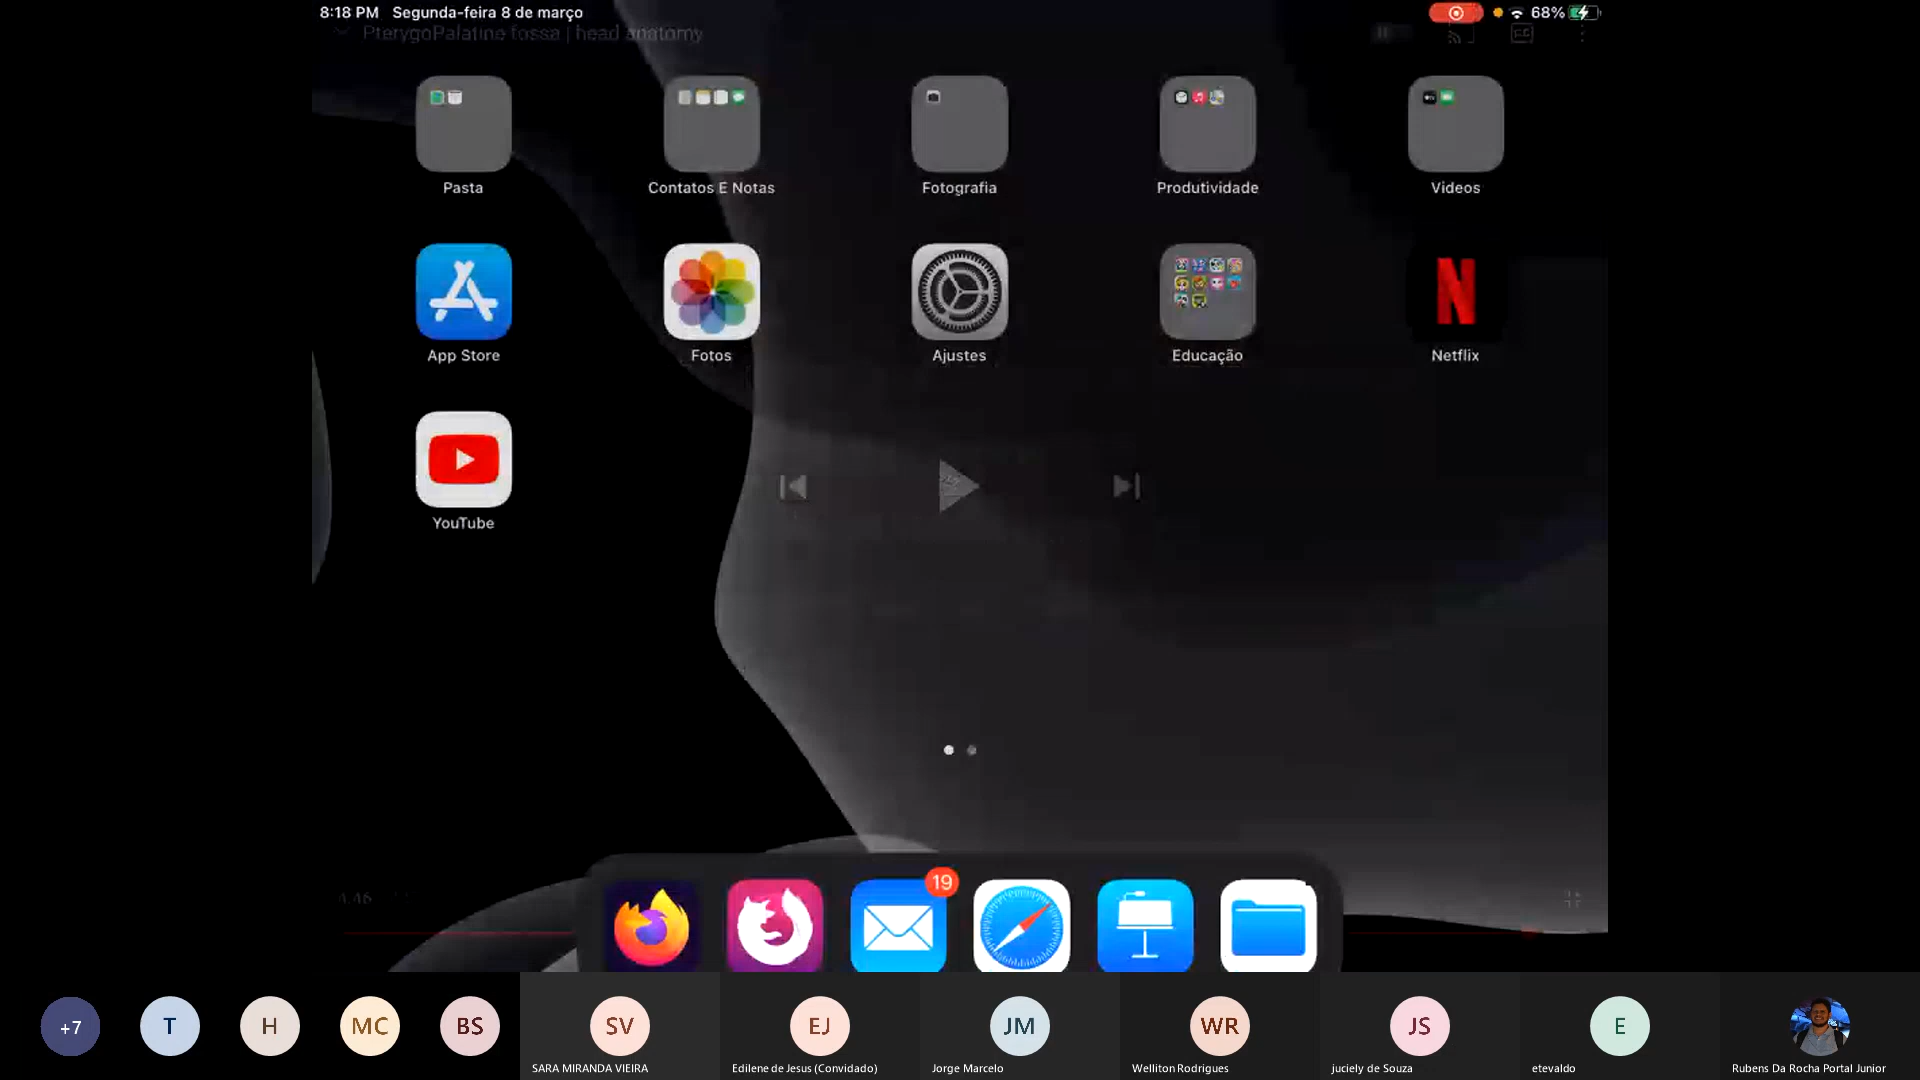 8:18 PM Segunda-feira 8 de março
68%
PterygoPalatine fossa | head anatomy
Pasta
Contatos E Notas
Fotografia
Produtividade
Videos
App Store
Fotos
Ajustes
Educação
Netflix
YouTube
19
+7
T
H
MC
BS
SV
EJ
JM
WR
JS
E
SARA MIRANDA VIEIRA
Edilene de Jesus (Convidado)
Jorge Marcelo
Welliton Rodrigues
juciely de Souza
etevaldo
Rubens Da Rocha Portal Junior